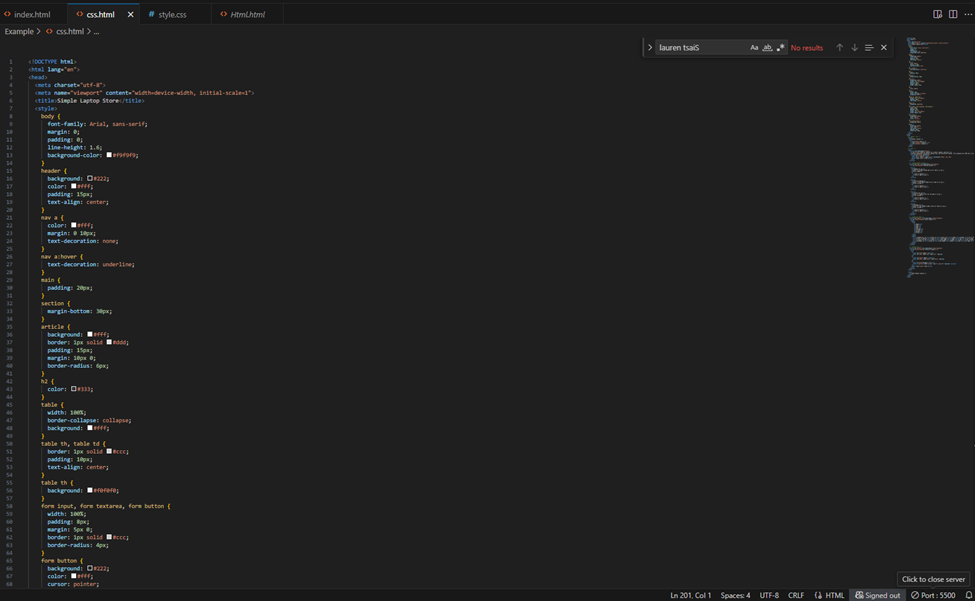 index.html css.html style.css Html.html
Example > css.html > ...
lauren tsaiS Aa ab No results
1 <!DOCTYPE html>
2 <html lang="en">
3 <head>
4 <meta charset="utf-8">
5 <meta name="viewport" content="width=device-width, initial-scale=1">
6 <title>Simple Laptop Store</title>
7 <style>
8 body {
9 font-family: Arial, sans-serif;
10 margin: 0;
11 padding: 0;
12 line-height: 1.6;
13 background-color: #f9f9f9;
14 }
15 header {
16 background: #222;
17 color: #fff;
18 padding: 15px;
19 text-align: center;
20 }
21 nav a {
22 color: #fff;
23 margin: 0 10px;
24 text-decoration: none;
25 }
26 nav a:hover {
27 text-decoration: underline;
28 }
29 main {
30 padding: 20px;
31 }
32 section {
33 margin-bottom: 30px;
34 }
35 article {
36 background: #fff;
37 border: 1px solid #ddd;
38 padding: 15px;
39 margin: 10px 0;
40 border-radius: 6px;
41 }
42 h2 {
43 color: #333;
44 }
45 table {
46 width: 100%;
47 border-collapse: collapse;
48 background: #fff;
49 }
50 table th, table td {
51 border: 1px solid #ccc;
52 padding: 10px;
53 text-align: center;
54 }
55 table th {
56 background: #f0f0f0;
57 }
58 form input, form textarea, form button {
59 width: 100%;
60 padding: 8px;
61 margin: 5px 0;
62 border: 1px solid #ccc;
63 border-radius: 4px;
64 }
65 form button {
66 background: #222;
67 color: #fff;
68 cursor: pointer;
Click to close server
Ln 201, Col 1 Spaces: 4 UTF-8 CRLF {} HTML Signed out Port : 5500